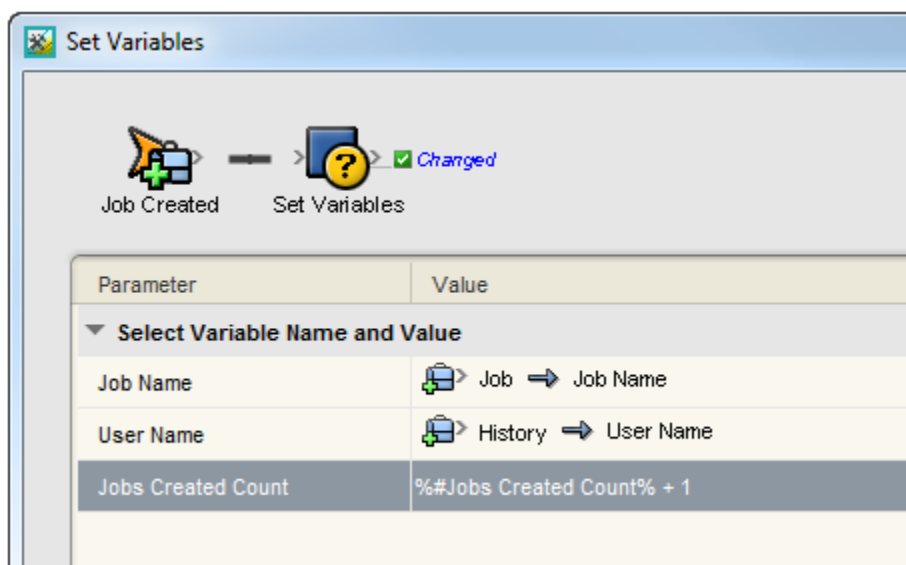 Set Variables
Changed
Job Created Set Variables
Parameter Value
Select Variable Name and Value
Job Name Job Job Name
User Name History User Name
Jobs Created Count %#Jobs Created Count% + 1